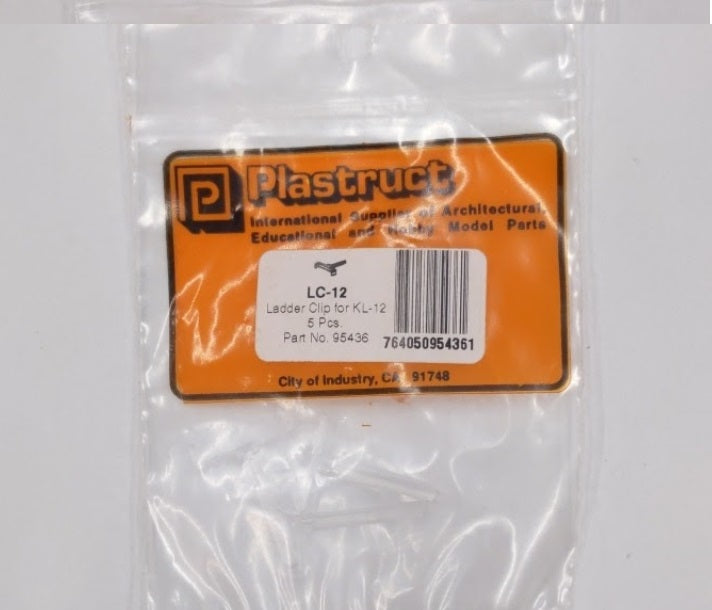 P
Plastruct
International Supplier of Architectural,
Educational and Hobby Model Parts
LC-12
Ladder Clip for KL-12
5 Pcs.
Part No. 95436
764050954361
City of Industry, CA 91748